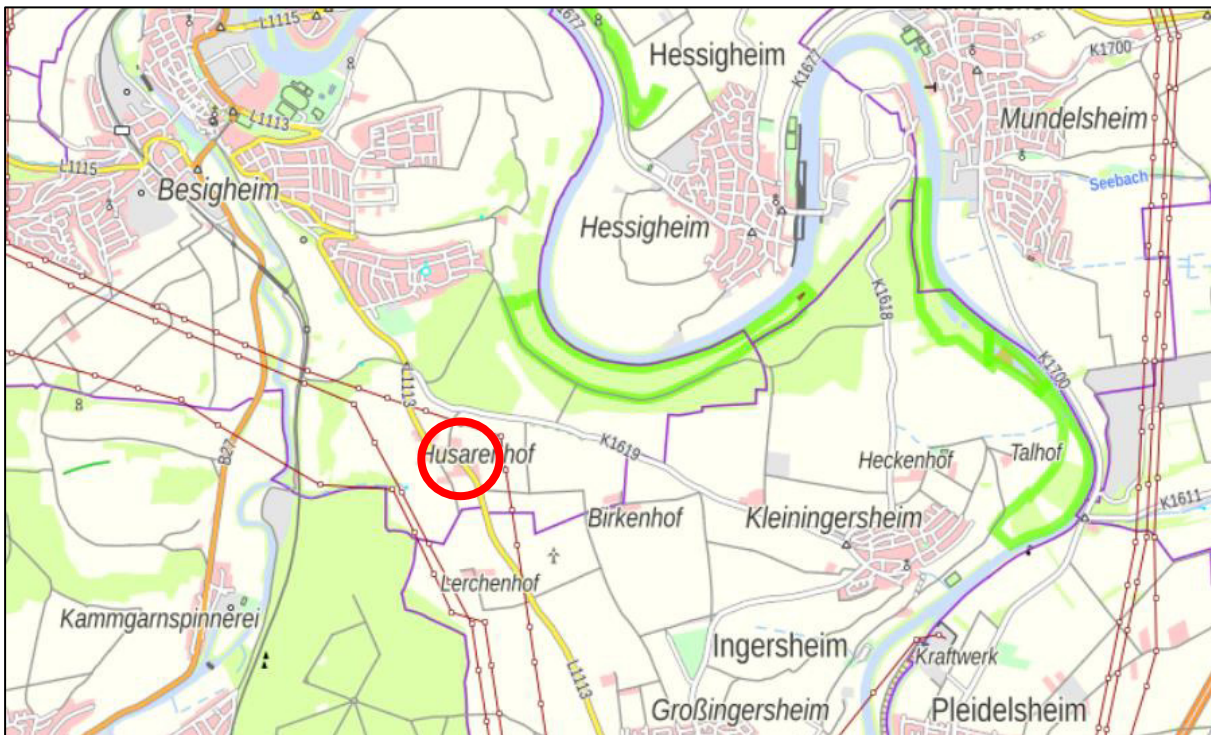 L1115
K1677
Hessigheim
K1677
K1700
L1113
Mundelsheim
L1115
Besigheim
Seebach
Hessigheim
K1618
K1700
L1113
K1619
B27
Husarenhof
Heckenhof
Talhof
K1611
Birkenhof
Kleiningersheim
Lerchenhof
Kammgarnspinnerei
Ingersheim
Kraftwerk
L1113
Großingersheim
Pleidelsheim